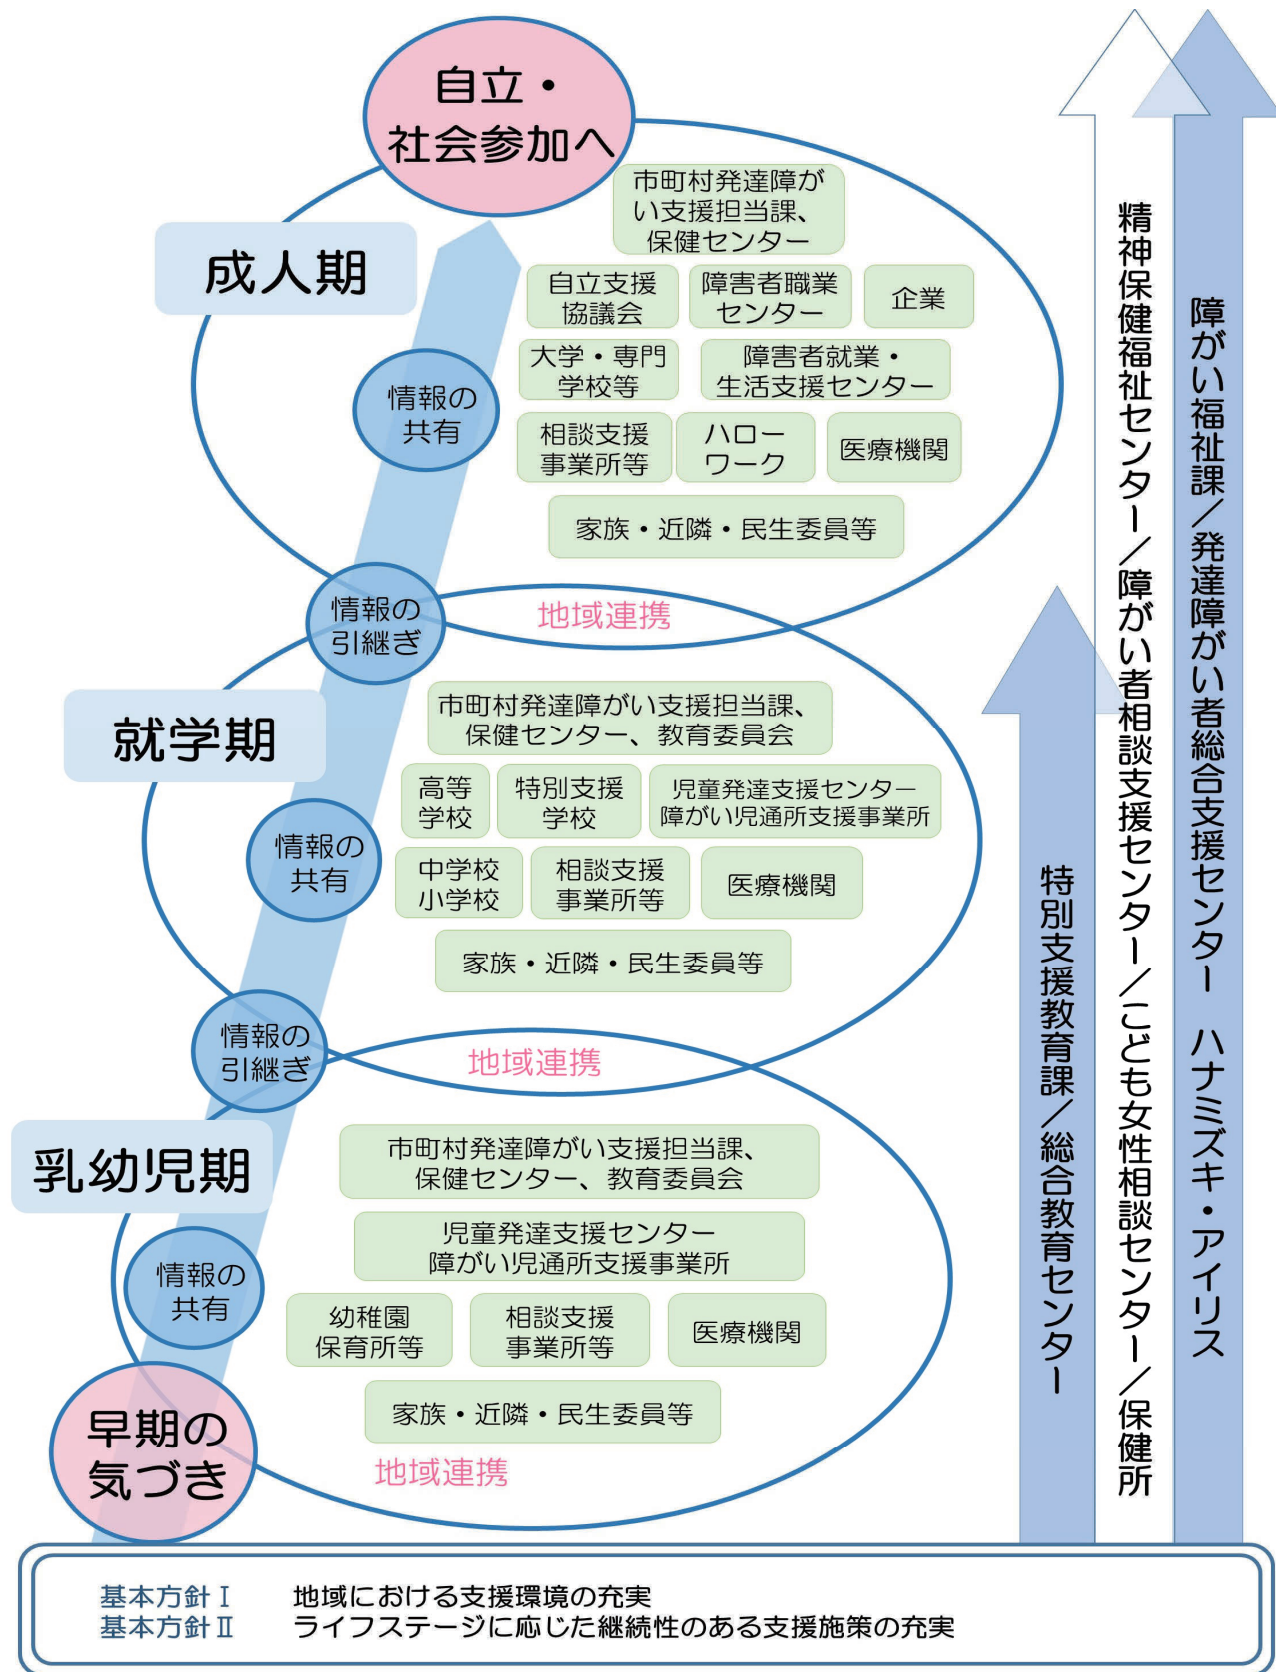 自立・
社会参加へ
成人期
市町村発達障が
い支援担当課、
保健センター
自立支援
協議会
障害者職業
センター
企業
大学・専門
学校等
障害者就業・
生活支援センター
相談支援
事業所等
ハロー
ワーク
医療機関
家族・近隣・民生委員等
情報の
共有
情報の
引継ぎ
地域連携
就学期
市町村発達障がい支援担当課、
保健センター、教育委員会
高等
学校
特別支援
学校
児童発達支援センター
障がい児通所支援事業所
中学校
小学校
相談支援
事業所等
医療機関
家族・近隣・民生委員等
情報の
共有
情報の
引継ぎ
地域連携
乳幼児期
市町村発達障がい支援担当課、
保健センター、教育委員会
児童発達支援センター
障がい児通所支援事業所
幼稚園
保育所等
相談支援
事業所等
医療機関
家族・近隣・民生委員等
情報の
共有
早期の
気づき
地域連携
特別支援教育課/総合教育センター
精神保健福祉センター/障がい者相談支援センター/こども女性相談センター/保健所
障がい福祉課/発達障がい者総合支援センター　ハナミズキ・アイリス
基本方針Ⅰ　地域における支援環境の充実
基本方針Ⅱ　ライフステージに応じた継続性のある支援施策の充実